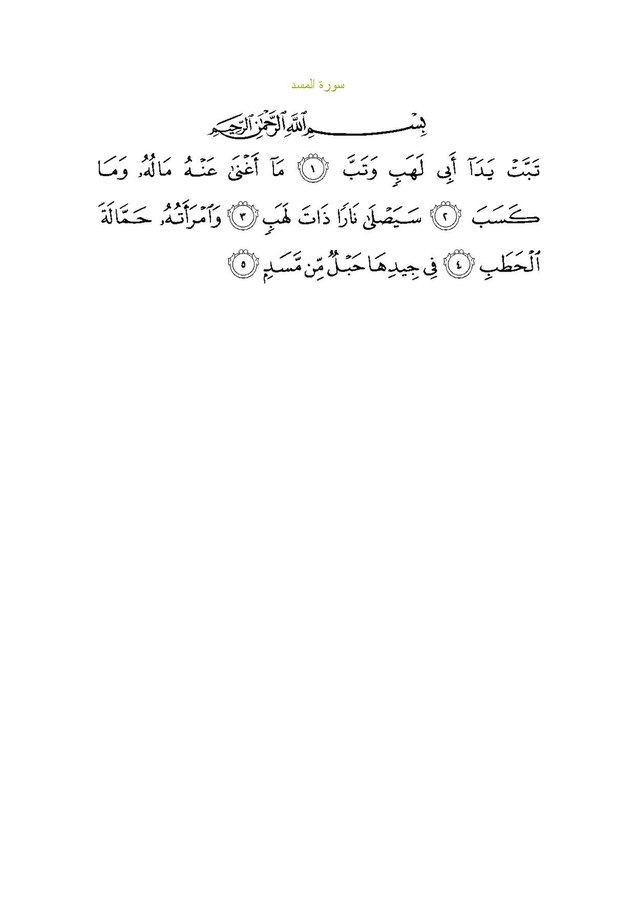 سورة المسد
بِسْمِ ٱللَّهِ ٱلرَّحْمَٰنِ ٱلرَّحِيمِ
تَبَّتْ يَدَآ أَبِى لَهَبٍ وَتَبَّ ۝١ مَآ أَغْنَىٰ عَنْهُ مَالُهُۥ وَمَا
كَسَبَ ۝٢ سَيَصْلَىٰ نَارًا ذَاتَ لَهَبٍ ۝٣ وَٱمْرَأَتُهُۥ حَمَّالَةَ
ٱلْحَطَبِ ۝٤ فِى جِيدِهَا حَبْلٌ مِّن مَّسَدٍ ۝٥